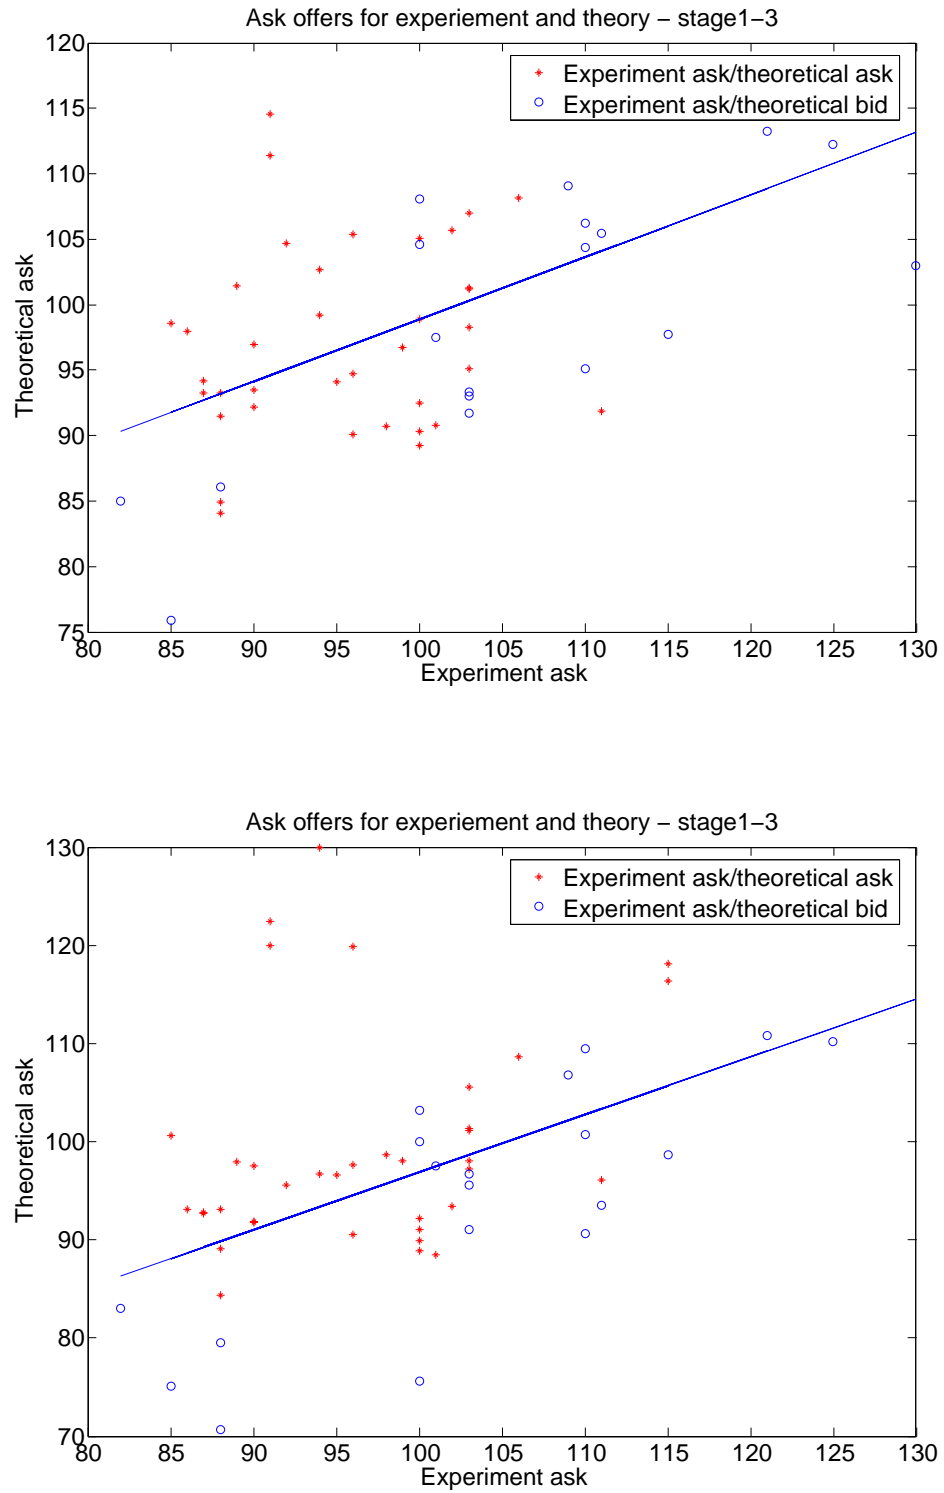 Ask offers for experiement and theory − stage1−3
120
115
110
105
100
95
90
85
80
75
Theoretical ask
Experiment ask/theoretical ask
Experiment ask/theoretical bid
80 85 90 95 100 105 110 115 120 125 130
Experiment ask
Ask offers for experiement and theory − stage1−3
130
120
110
100
90
80
70
Theoretical ask
Experiment ask/theoretical ask
Experiment ask/theoretical bid
80 85 90 95 100 105 110 115 120 125 130
Experiment ask